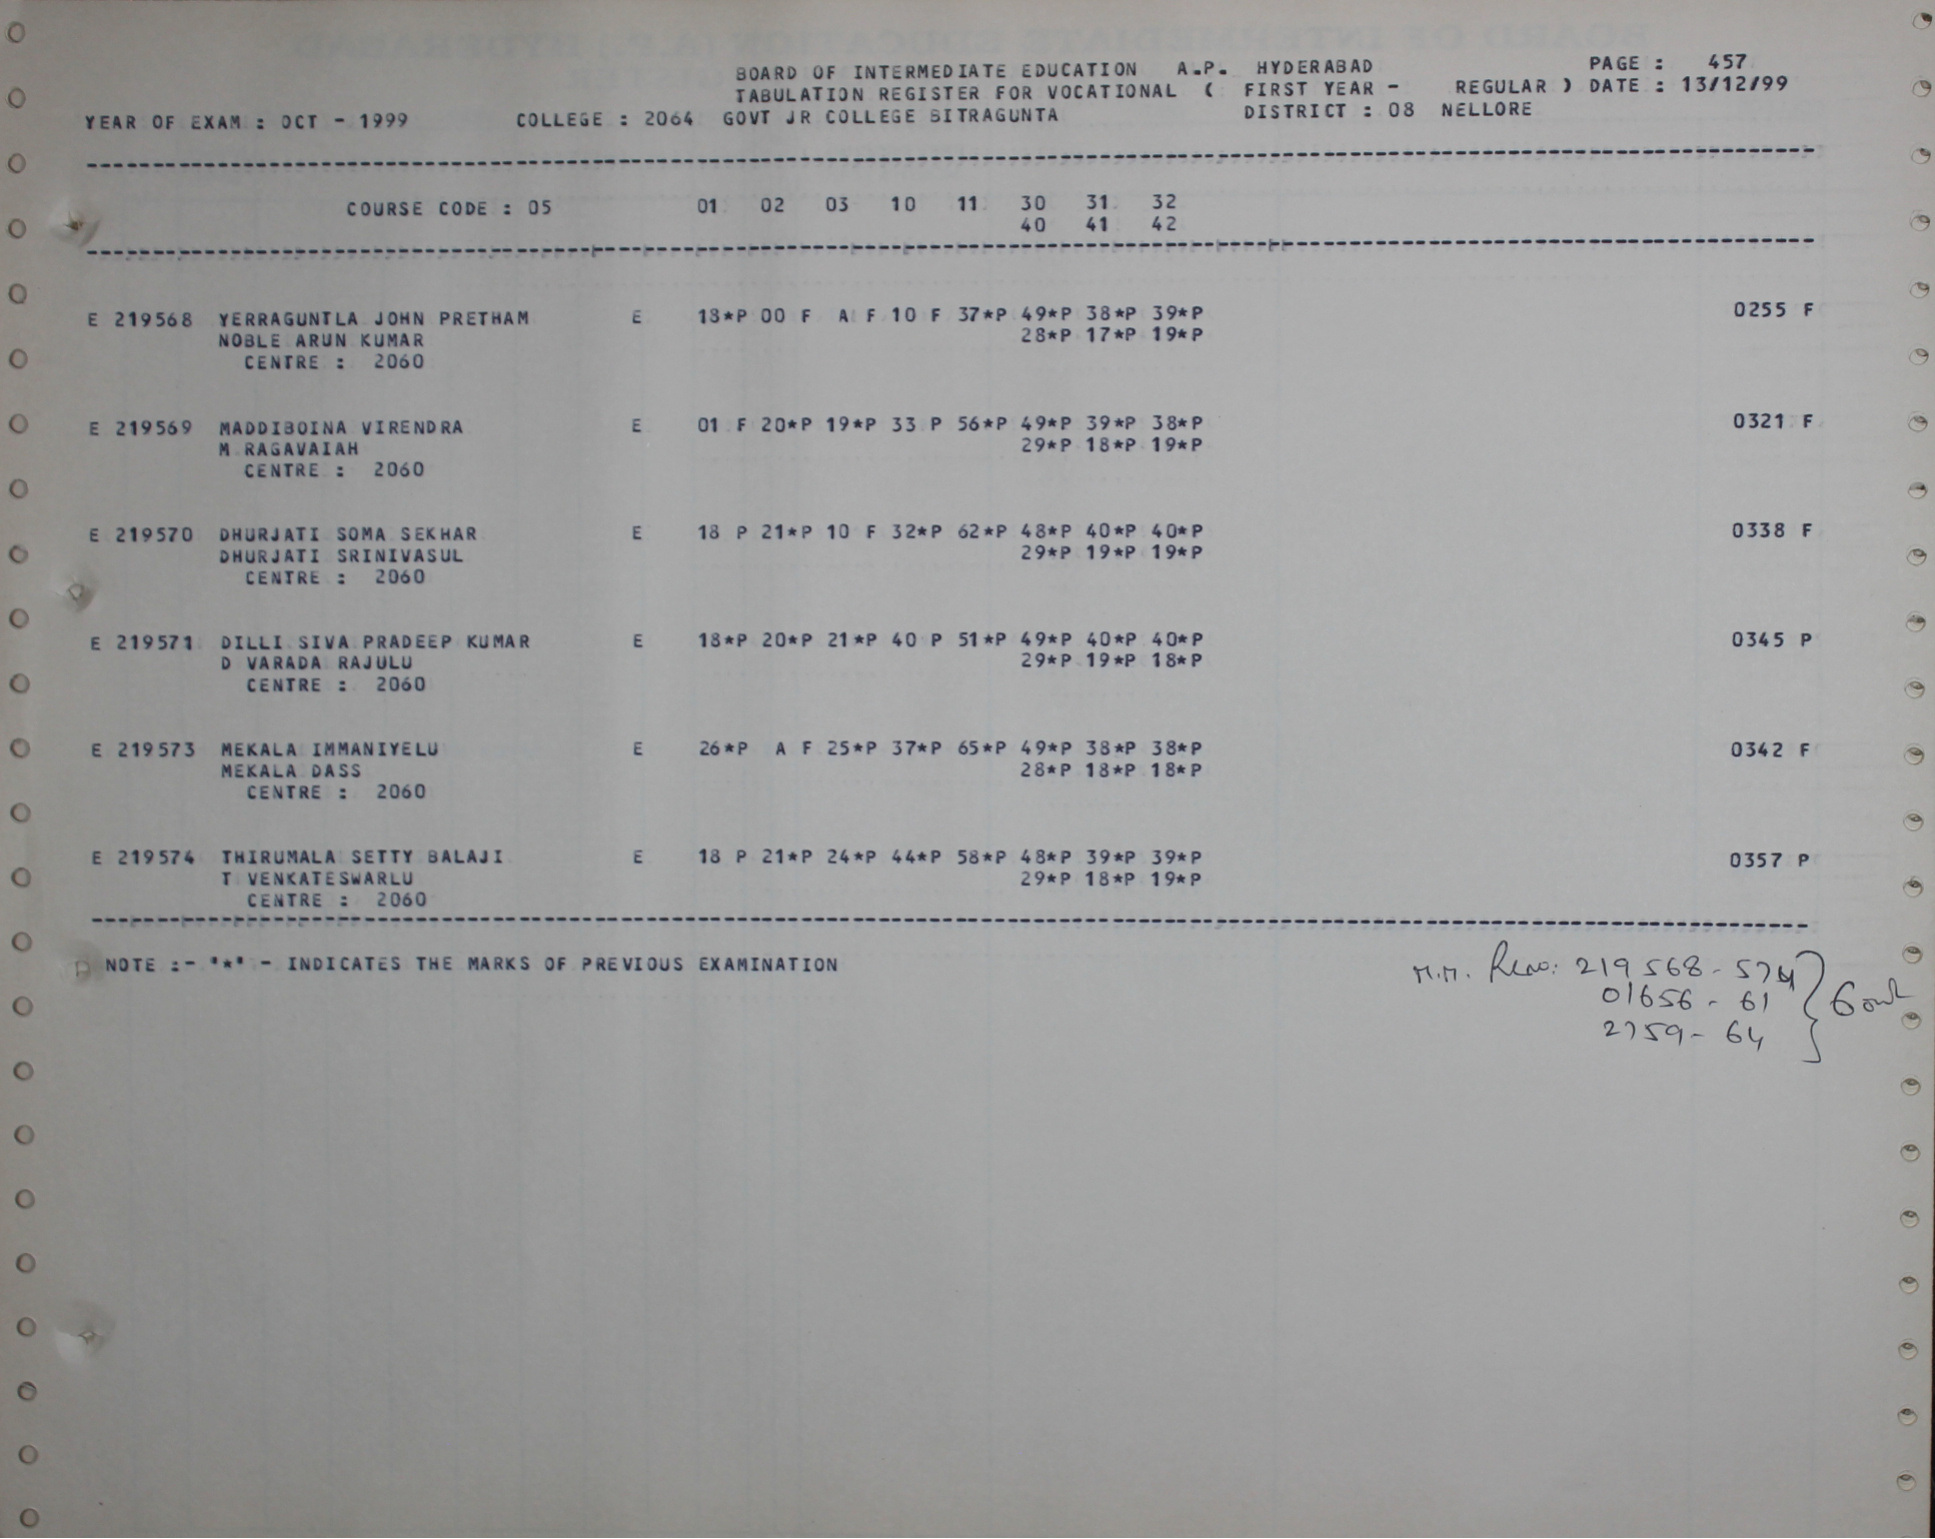 BOARD OF INTERMEDIATE EDUCATION A.P. HYDERABAD PAGE : 457
TABULATION REGISTER FOR VOCATIONAL ( FIRST YEAR - REGULAR ) DATE : 13/12/99
YEAR OF EXAM : OCT - 1999 COLLEGE : 2064 GOVT JR COLLEGE BITRAGUNTA DISTRICT : 08 NELLORE
COURSE CODE : 05 01 02 03 10 11 30 31 32
40 41 42
E 219568 YERRAGUNTLA JOHN PRETHAM E 18*P 00 F A F 10 F 37*P 49*P 38*P 39*P 0255 F
NOBLE ARUN KUMAR 28*P 17*P 19*P
CENTRE : 2060
E 219569 MADDIBOINA VIRENDRA E 01 F 20*P 19*P 33 P 56*P 49*P 39*P 38*P 0321 F
M RAGAVAIAH 29*P 18*P 19*P
CENTRE : 2060
E 219570 DHURJATI SOMA SEKHAR E 18 P 21*P 10 F 32*P 62*P 48*P 40*P 40*P 0338 F
DHURJATI SRINIVASUL 29*P 19*P 19*P
CENTRE : 2060
E 219571 DILLI SIVA PRADEEP KUMAR E 18*P 20*P 21*P 40 P 51*P 49*P 40*P 40*P 0345 P
D VARADA RAJULU 29*P 19*P 18*P
CENTRE : 2060
E 219573 MEKALA IMMANIYELU E 26*P A F 25*P 37*P 65*P 49*P 38*P 38*P 0342 F
MEKALA DASS 28*P 18*P 18*P
CENTRE : 2060
E 219574 THIRUMALA SETTY BALAJI E 18 P 21*P 24*P 44*P 58*P 48*P 39*P 39*P 0357 P
T VENKATESWARLU 29*P 18*P 19*P
CENTRE : 2060
NOTE :- "*" - INDICATES THE MARKS OF PREVIOUS EXAMINATION
M.M. 219568 - 574
01656 - 61
2759 - 64